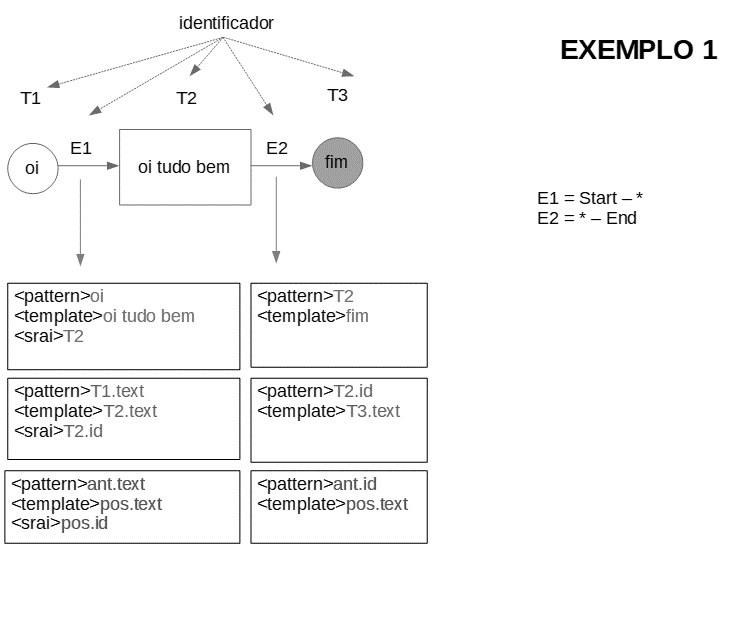 identificador
EXEMPLO 1
T1
T2
T3
E1
E2
oi
oi tudo bem
fim
E1 = Start – *
E2 = * – End
<pattern>oi
<template>oi tudo bem
<srai>T2
<pattern>T2
<template>fim
<pattern>T1.text
<template>T2.text
<srai>T2.id
<pattern>T2.id
<template>T3.text
<pattern>ant.text
<template>pos.text
<srai>pos.id
<pattern>ant.id
<template>pos.text